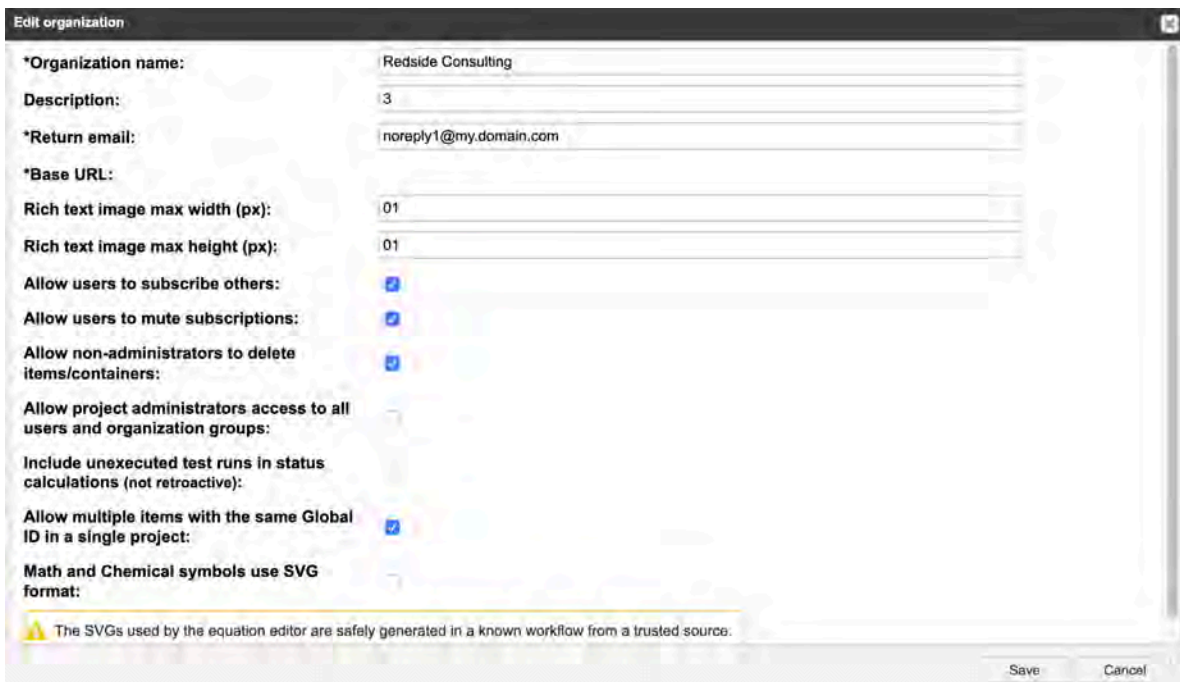 Edit organization
*Organization name:
Redside Consulting
Description:
3
*Return email:
noreply1@my.domain.com
*Base URL:
Rich text image max width (px):
01
Rich text image max height (px):
01
Allow users to subscribe others:
Allow users to mute subscriptions:
Allow non-administrators to delete
items/containers:
Allow project administrators access to all
users and organization groups:
Include unexecuted test runs in status
calculations (not retroactive):
Allow multiple items with the same Global
ID in a single project:
Math and Chemical symbols use SVG
format:
The SVGs used by the equation editor are safely generated in a known workflow from a trusted source.
Save
Cancel